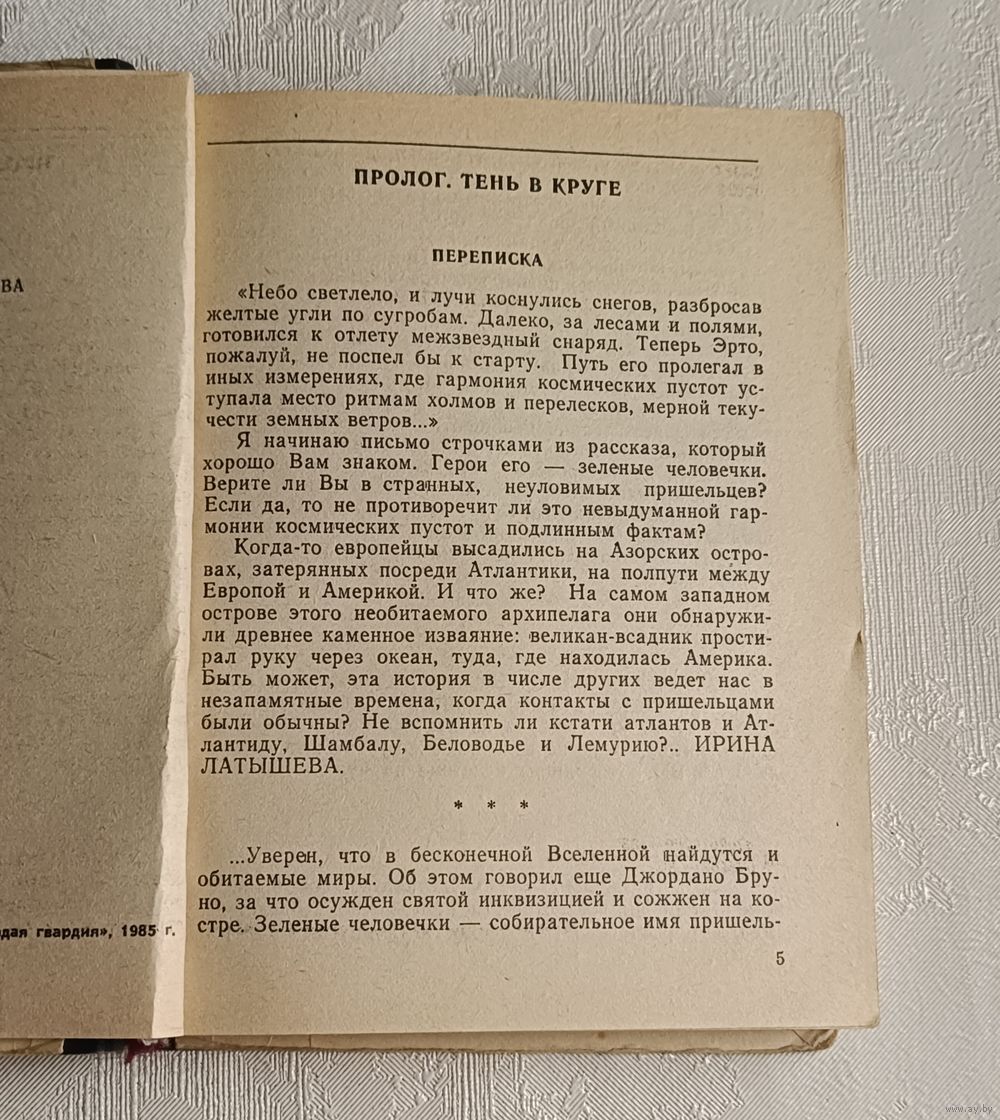 ВА
дая гвардия», 1985 г.
ПРОЛОГ. ТЕНЬ В КРУГЕ
ПЕРЕПИСКА
«Небо светлело, и лучи коснулись снегов, разбросав
желтые угли по сугробам. Далеко, за лесами и полями,
готовился к отлету межзвездный снаряд. Теперь Эрто,
пожалуй, не поспел бы к старту. Путь его пролегал в
иных измерениях, где гармония космических пустот ус-
тупала место ритмам холмов и перелесков, мерной теку-
чести земных ветров...»
Я начинаю письмо строчками из рассказа, который
хорошо Вам знаком. Герои его — зеленые человечки.
Верите ли Вы в странных, неуловимых пришельцев?
Если да, то не противоречит ли это невыдуманной гар-
монии космических пустот и подлинным фактам?
Когда-то европейцы высадились на Азорских остро-
вах, затерянных посреди Атлантики, на полпути между
Европой и Америкой. И что же? На самом западном
острове этого необитаемого архипелага они обнаружи-
ли древнее каменное изваяние: великан-всадник прости-
рал руку через океан, туда, где находилась Америка.
Быть может, эта история в числе других ведет нас в
незапамятные времена, когда контакты с пришельцами
были обычны? Не вспомнить ли кстати атлантов и Ат-
лантиду, Шамбалу, Беловодье и Лемурию?.. ИРИНА
ЛАТЫШЕВА.
* * *
...Уверен, что в бесконечной Вселенной найдутся и
обитаемые миры. Об этом говорил еще Джордано Бру-
но, за что осужден святой инквизицией и сожжен на ко-
стре. Зеленые человечки — собирательное имя пришель-
5
www.ay.by